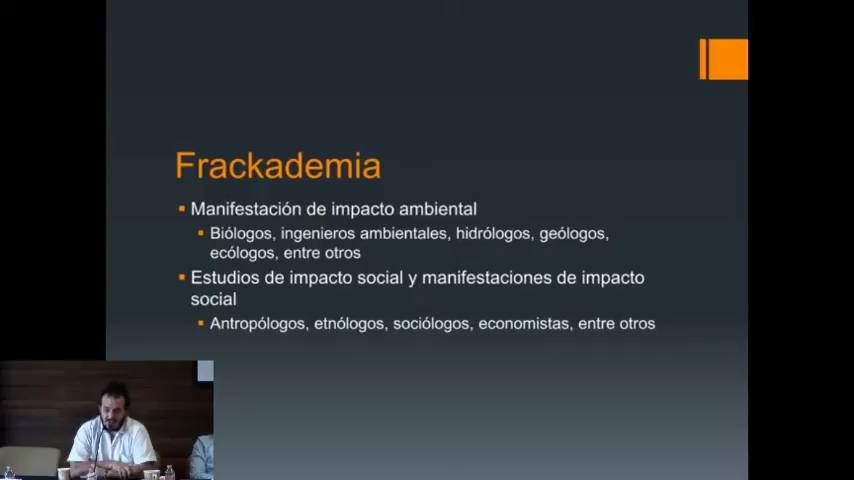 Frackademia
Manifestación de impacto ambiental
Biólogos, ingenieros ambientales, hidrólogos, geólogos,
ecólogos, entre otros
Estudios de impacto social y manifestaciones de impacto
social
Antropólogos, etnólogos, sociólogos, economistas, entre otros